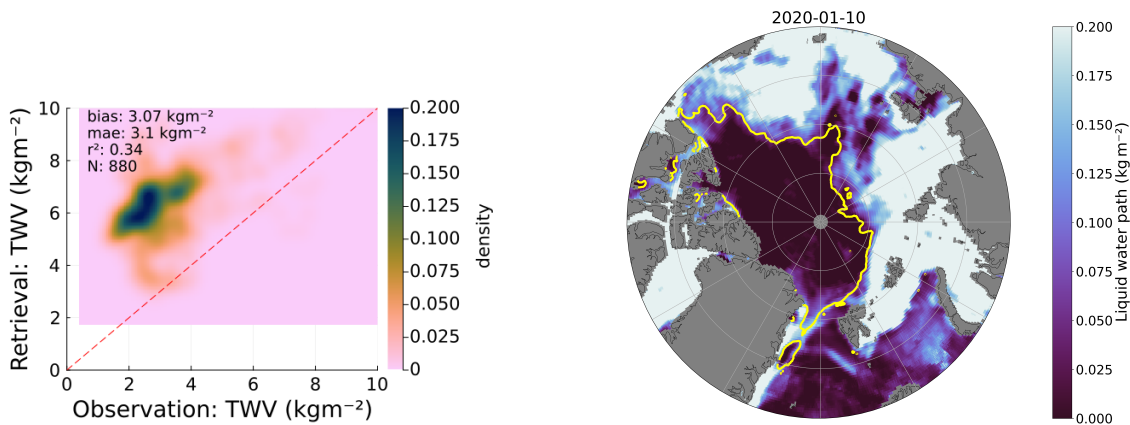 bias: 3.07 kgm⁻²
mae: 3.1 kgm⁻²
r²: 0.34
N: 880
Retrieval: TWV (kgm⁻²)
10
8
6
4
2
0
0 2 4 6 8 10
Observation: TWV (kgm⁻²)
0.200
0.175
0.150
0.125
0.100
0.075
0.050
0.025
0
density
2020-01-10
0.200
0.175
0.150
0.125
0.100
0.075
0.050
0.025
0.000
Liquid water path (kg m⁻²)